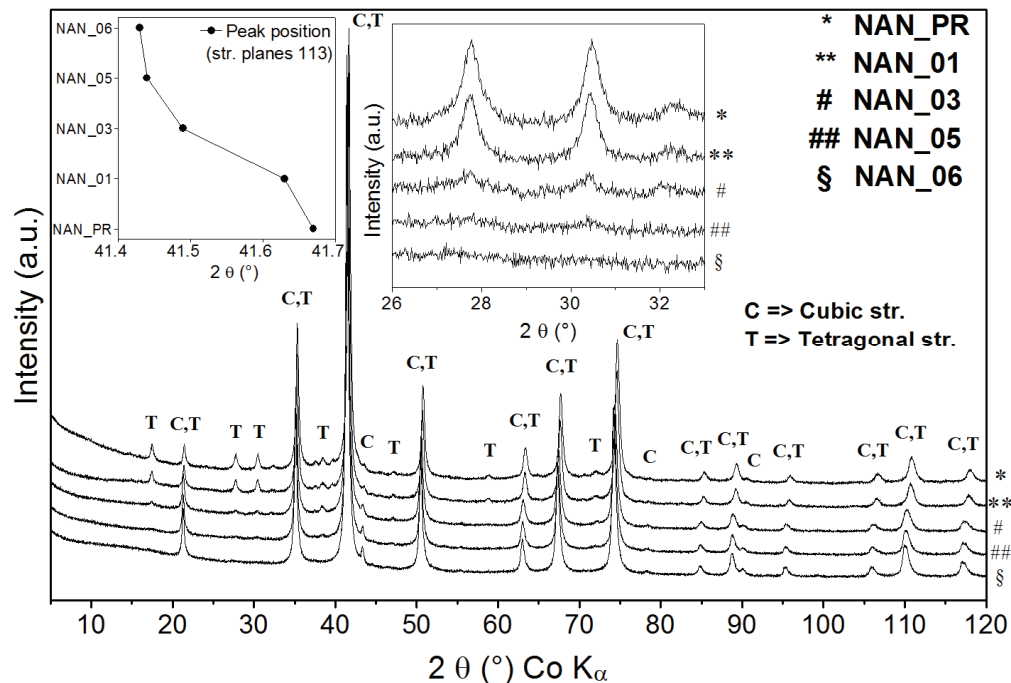 NAN_06
NAN_05
NAN_03
NAN_01
NAN_PR
Peak position
(str. planes 113)
41.4 41.5 41.6 41.7
2 θ (°)
C,T
Intensity (a.u.)
*
**
#
##
§
26 28 30 32
2 θ (°)
* NAN_PR
** NAN_01
# NAN_03
## NAN_05
§ NAN_06
C => Cubic str.
T => Tetragonal str.
Intensity (a.u.)
T C,T T T C,T T C T C,T T C,T C,T T C,T C C,T C,T C C,T C,T C,T C,T
*
**
#
##
§
10 20 30 40 50 60 70 80 90 100 110 120
2 θ (°) Co Kα